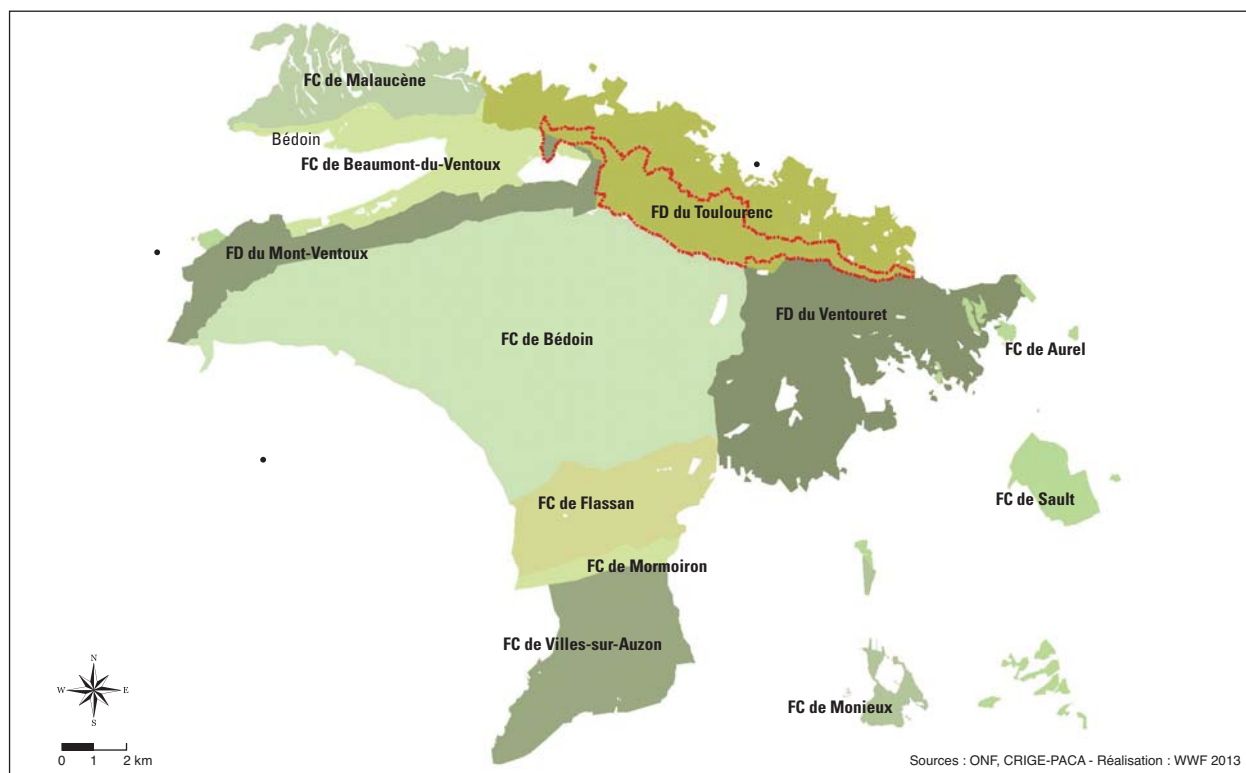 FC de Malaucène
Bédoin
FC de Beaumont-du-Ventoux
FD du Toulourenc
FD du Mont-Ventoux
FD du Ventouret
FC de Bédoin
FC de Aurel
FC de Flassan
FC de Sault
FC de Mormoiron
FC de Villes-sur-Auzon
N
W E
S
FC de Monieux
0 1 2 km
Sources : ONF, CRIGE-PACA - Réalisation : WWF 2013